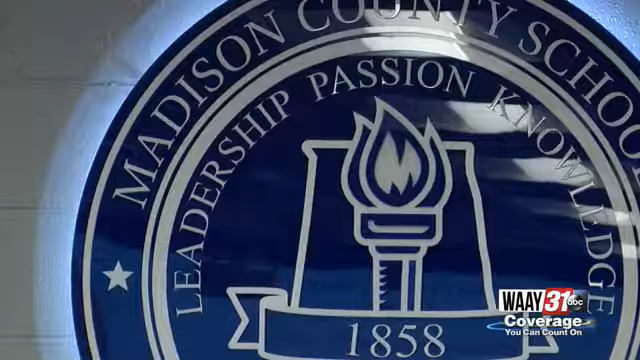 MADISON COUNTY SCHOOL
LEADERSHIP PASSION KNOWLEDGE
1858
WAAY 31 abc
Coverage
You Can Count On